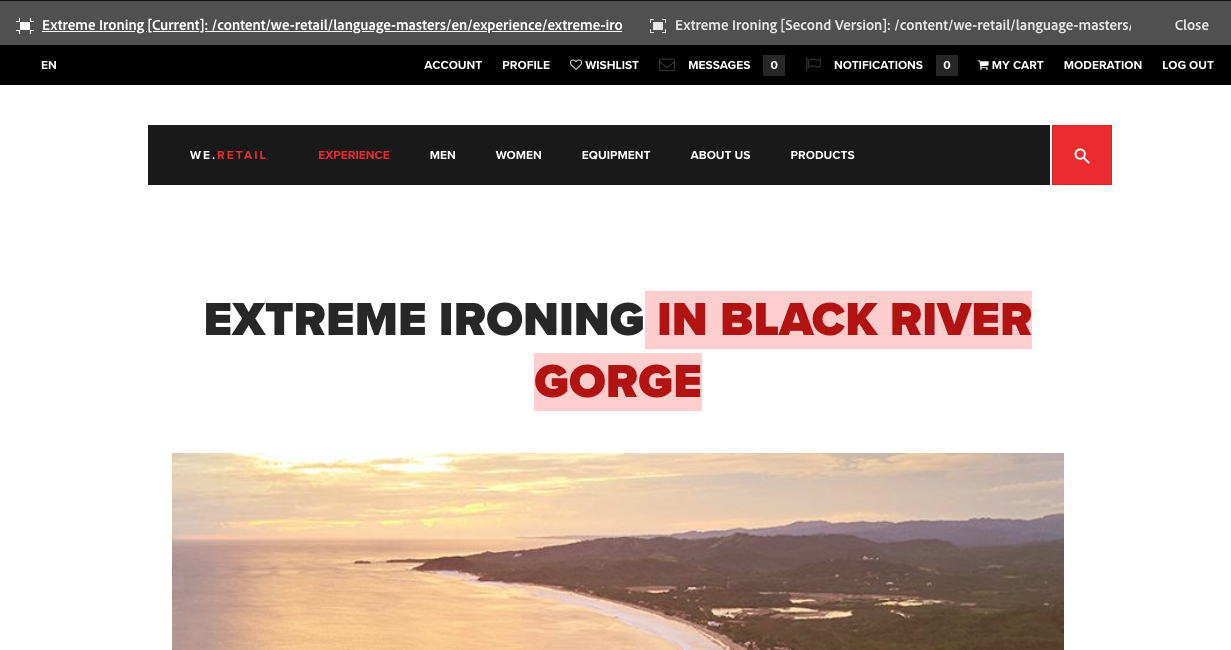 Extreme Ironing [Current]: /content/we-retail/language-masters/en/experience/extreme-iro Extreme Ironing [Second Version]: /content/we-retail/language-masters/ Close
EN ACCOUNT PROFILE WISHLIST MESSAGES 0 NOTIFICATIONS 0 MY CART MODERATION LOG OUT
WE.RETAIL EXPERIENCE MEN WOMEN EQUIPMENT ABOUT US PRODUCTS
EXTREME IRONING IN BLACK RIVER
GORGE